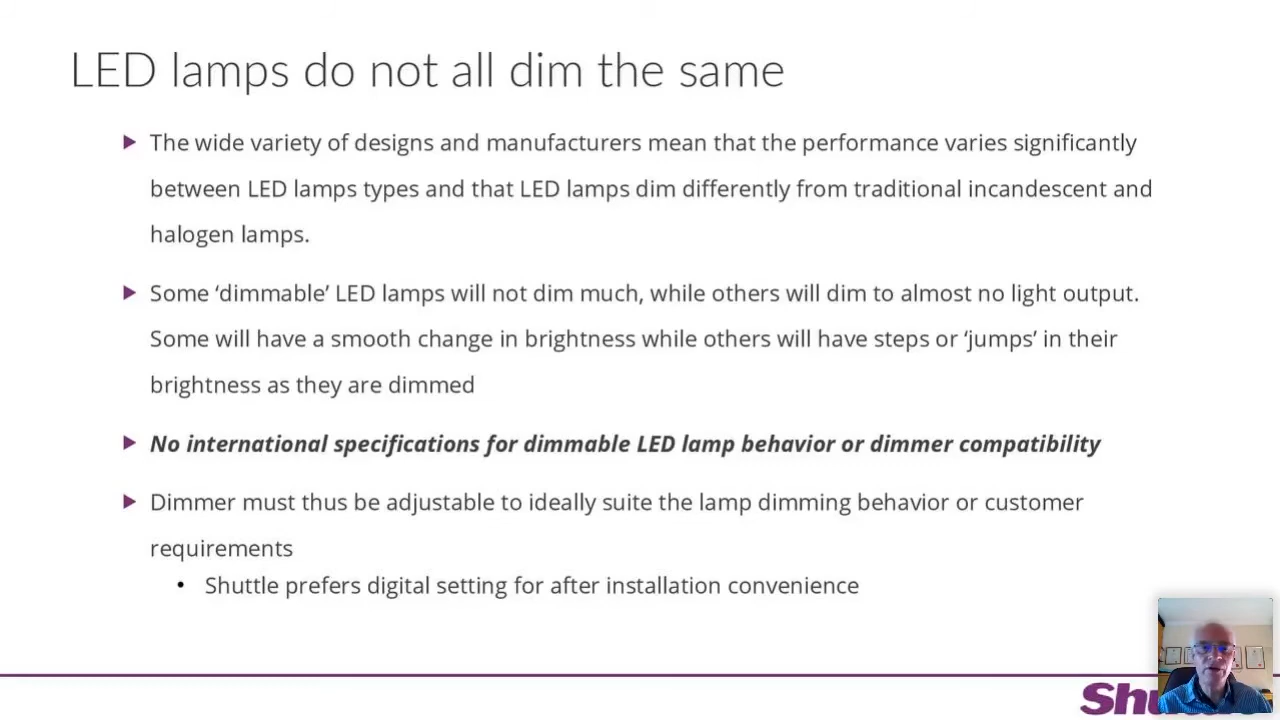 LED lamps do not all dim the same
The wide variety of designs and manufacturers mean that the performance varies significantly
between LED lamps types and that LED lamps dim differently from traditional incandescent and
halogen lamps.
Some ‘dimmable’ LED lamps will not dim much, while others will dim to almost no light output.
Some will have a smooth change in brightness while others will have steps or ‘jumps’ in their
brightness as they are dimmed
No international specifications for dimmable LED lamp behavior or dimmer compatibility
Dimmer must thus be adjustable to ideally suite the lamp dimming behavior or customer
requirements
Shuttle prefers digital setting for after installation convenience